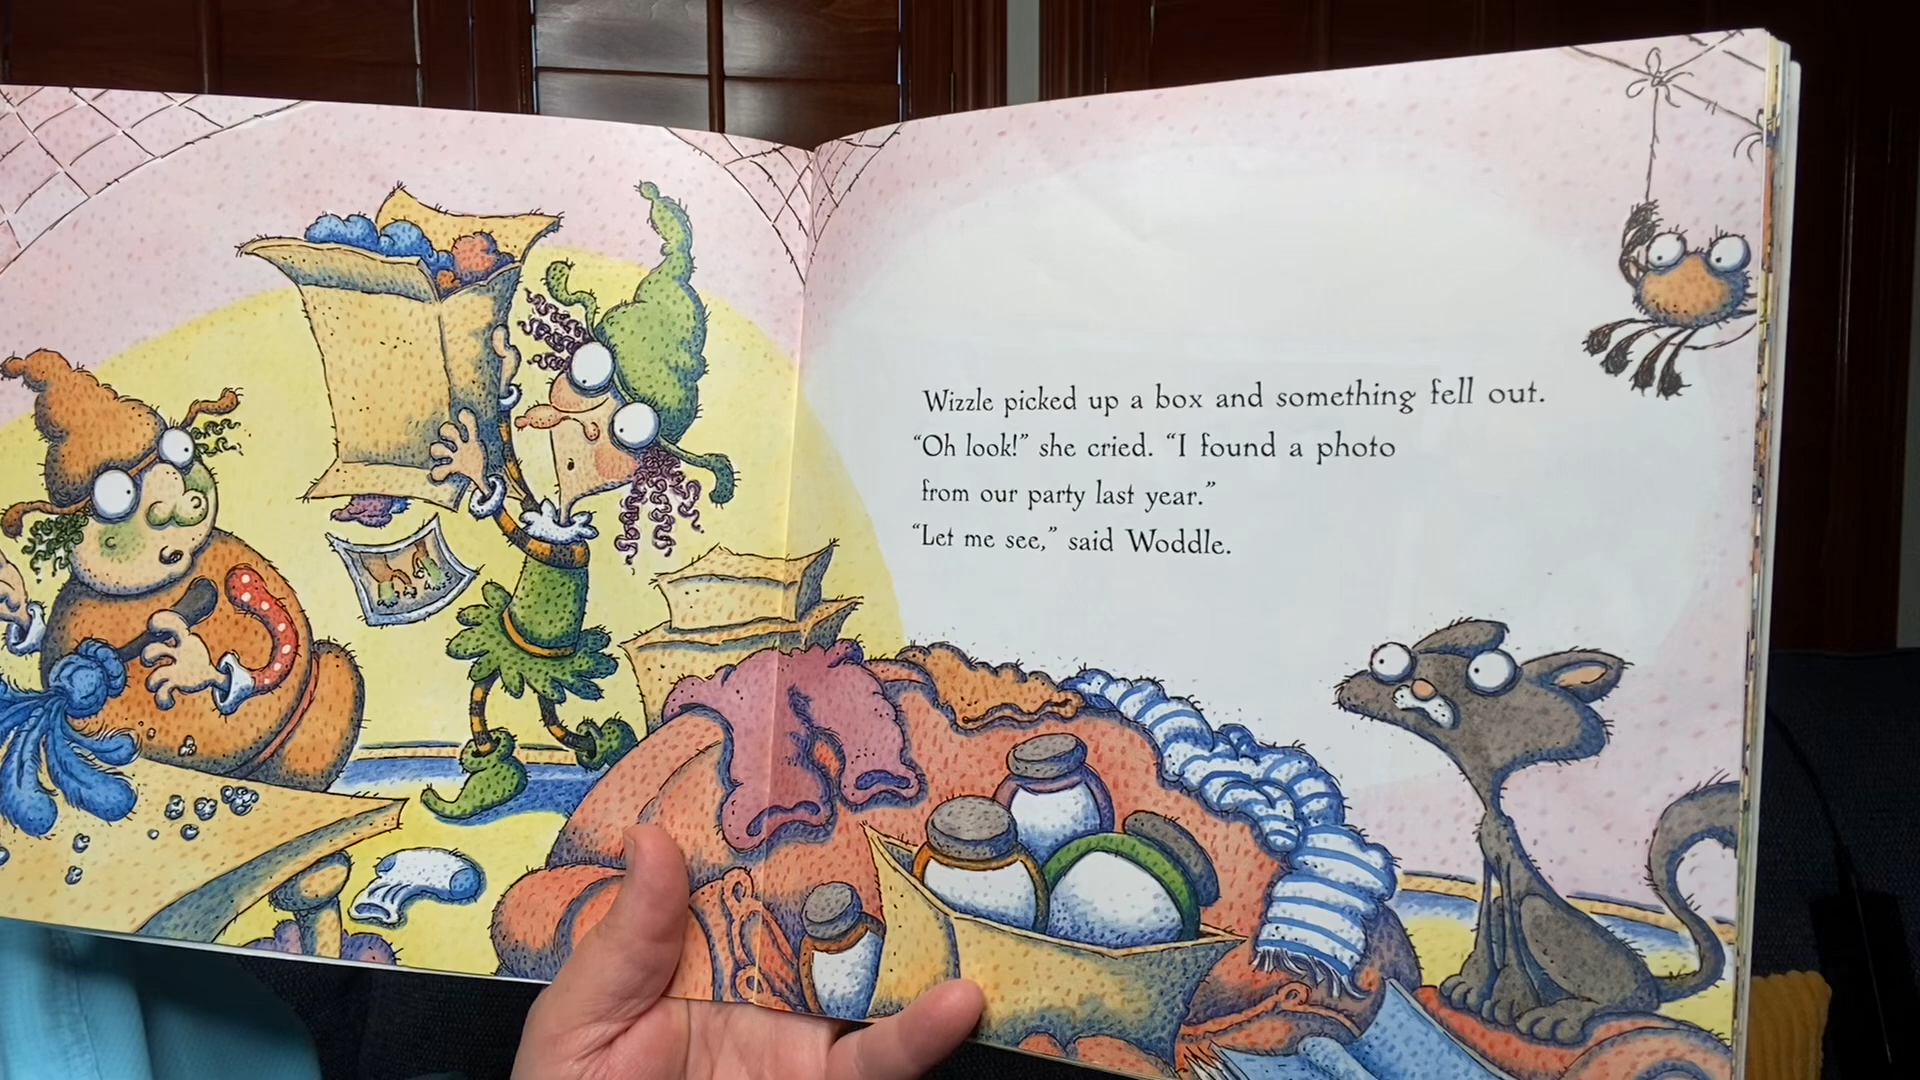 Wizzle picked up a box and something fell out.
“Oh look!” she cried. “I found a photo
from our party last year.”
“Let me see,” said Woddle.